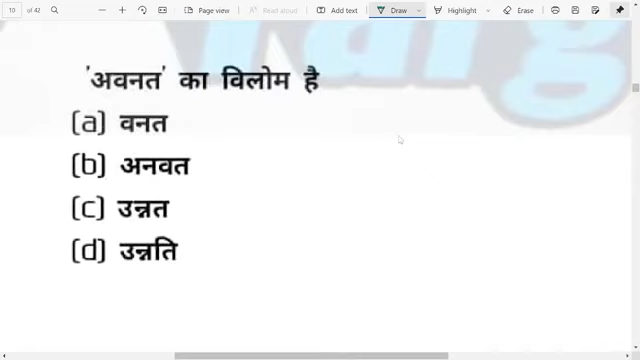 10 of 42 Page view Read aloud Add text Draw Highlight Erase
'अवनत' का विलोम है
(a) वनत
(b) अनवत
(c) उन्नत
(d) उन्नति